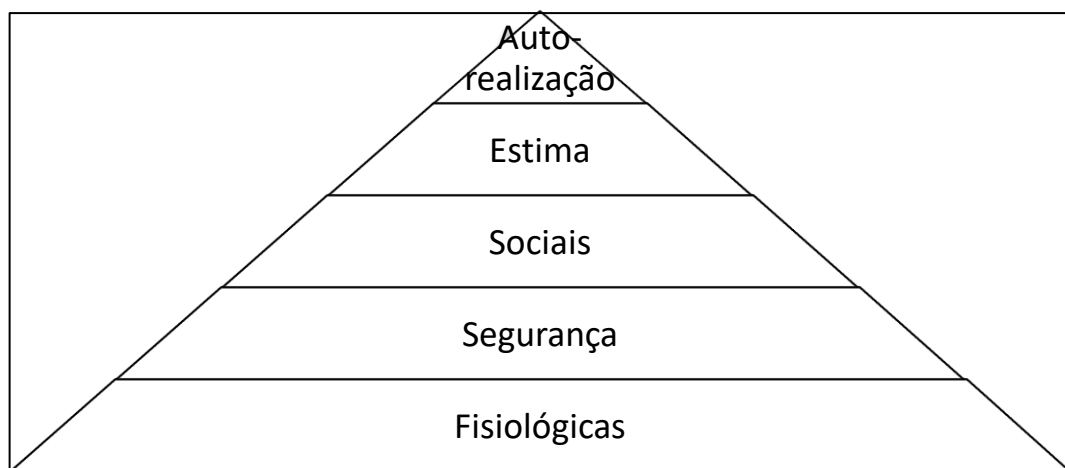 Auto-
realização
Estima
Sociais
Segurança
Fisiológicas